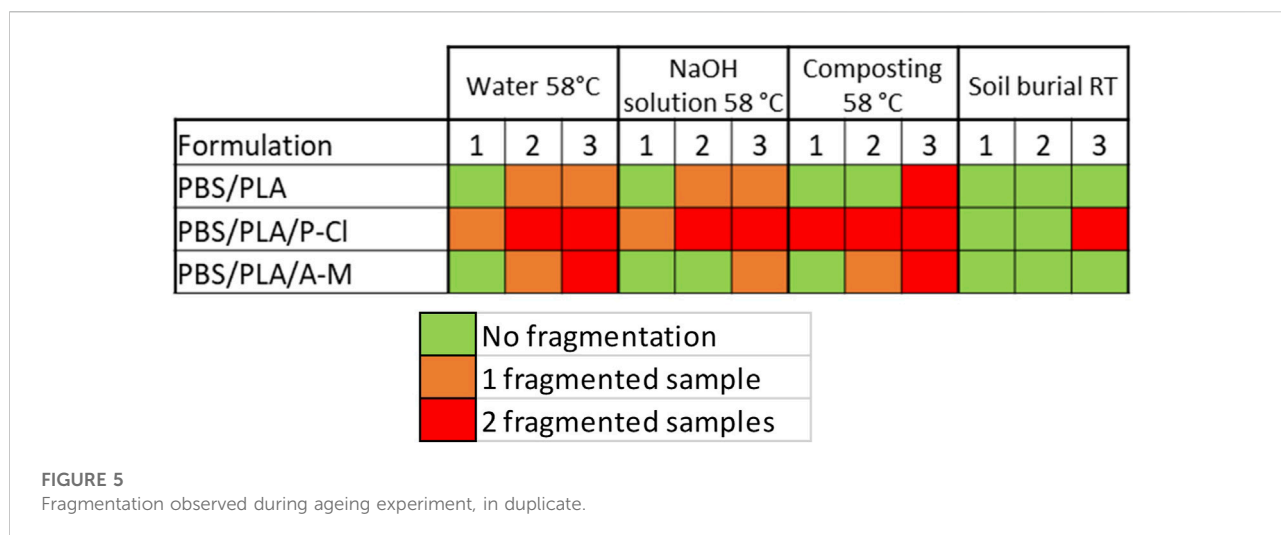 Water 58°C NaOH solution 58 °C Composting 58 °C Soil burial RT
Formulation 1 2 3 1 2 3 1 2 3 1 2 3
PBS/PLA
PBS/PLA/P-Cl
PBS/PLA/A-M
No fragmentation
1 fragmented sample
2 fragmented samples
FIGURE 5
Fragmentation observed during ageing experiment, in duplicate.